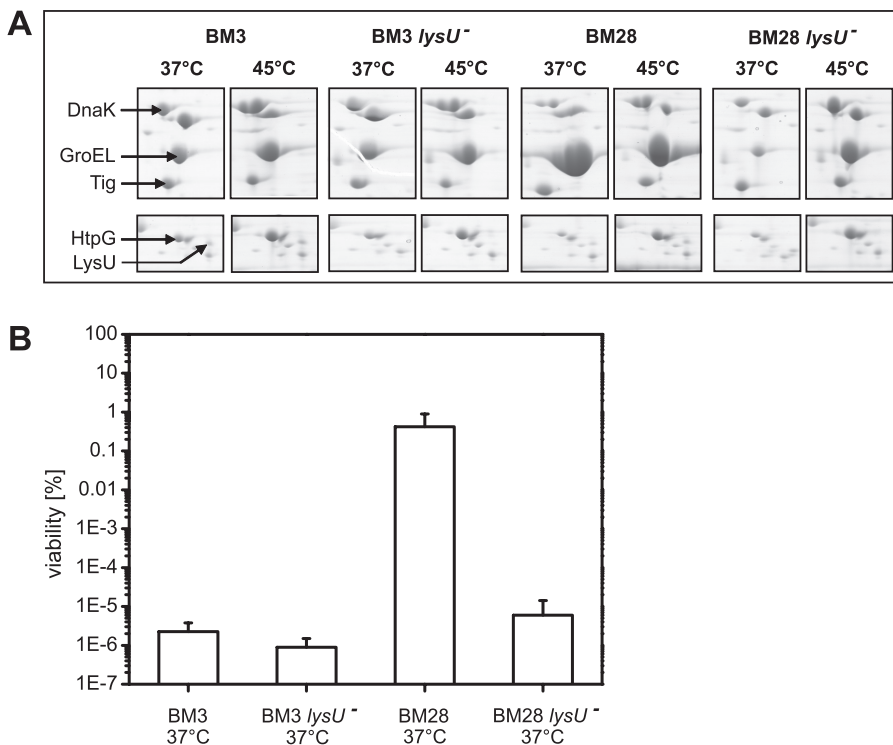 A
BM3 BM3 lysU⁻ BM28 BM28 lysU⁻
37°C 45°C 37°C 45°C 37°C 45°C 37°C 45°C
DnaK
GroEL
Tig
HtpG
LysU
B
viability [%]
100
10
1
0.1
0.01
1E-3
1E-4
1E-5
1E-6
1E-7
BM3 BM3 lysU⁻ BM28 BM28 lysU⁻
37°C 37°C 37°C 37°C